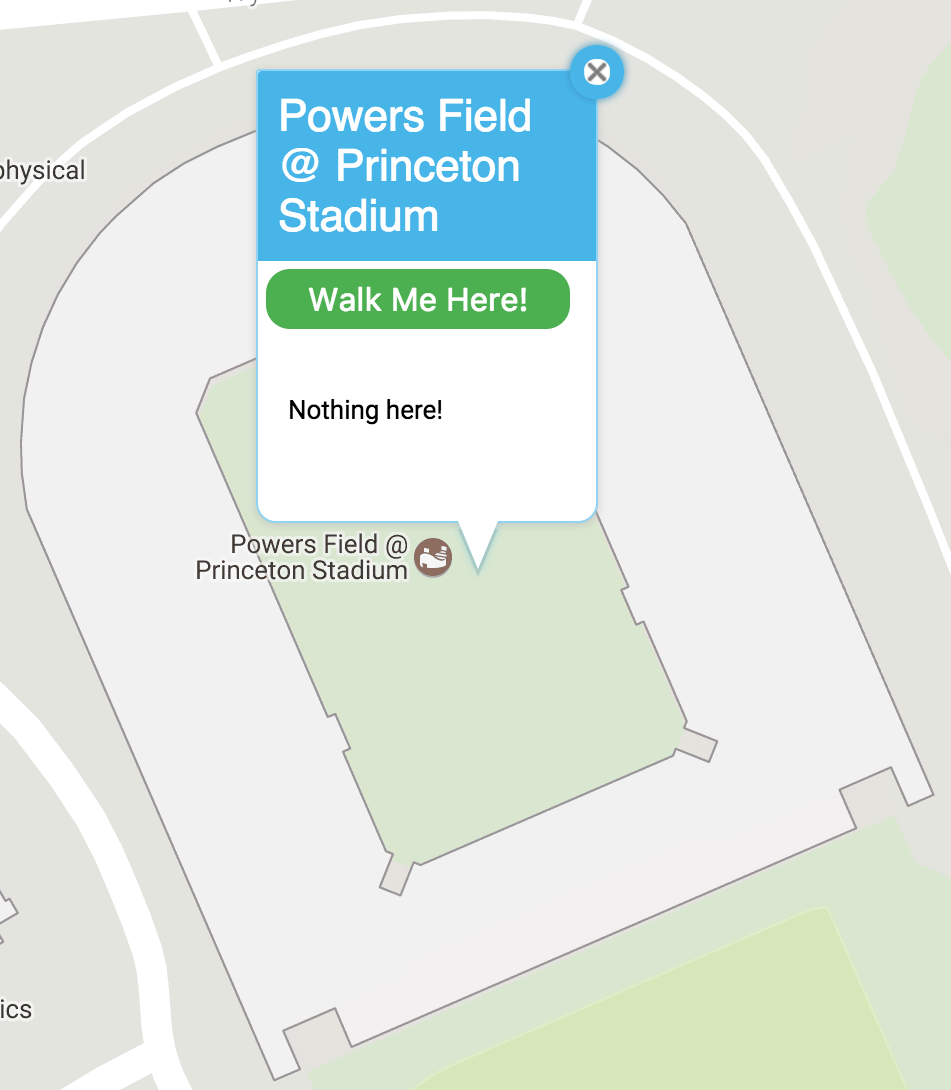 Powers Field
@ Princeton
Stadium
physical
Walk Me Here!
Nothing here!
Powers Field @
Princeton Stadium
ics